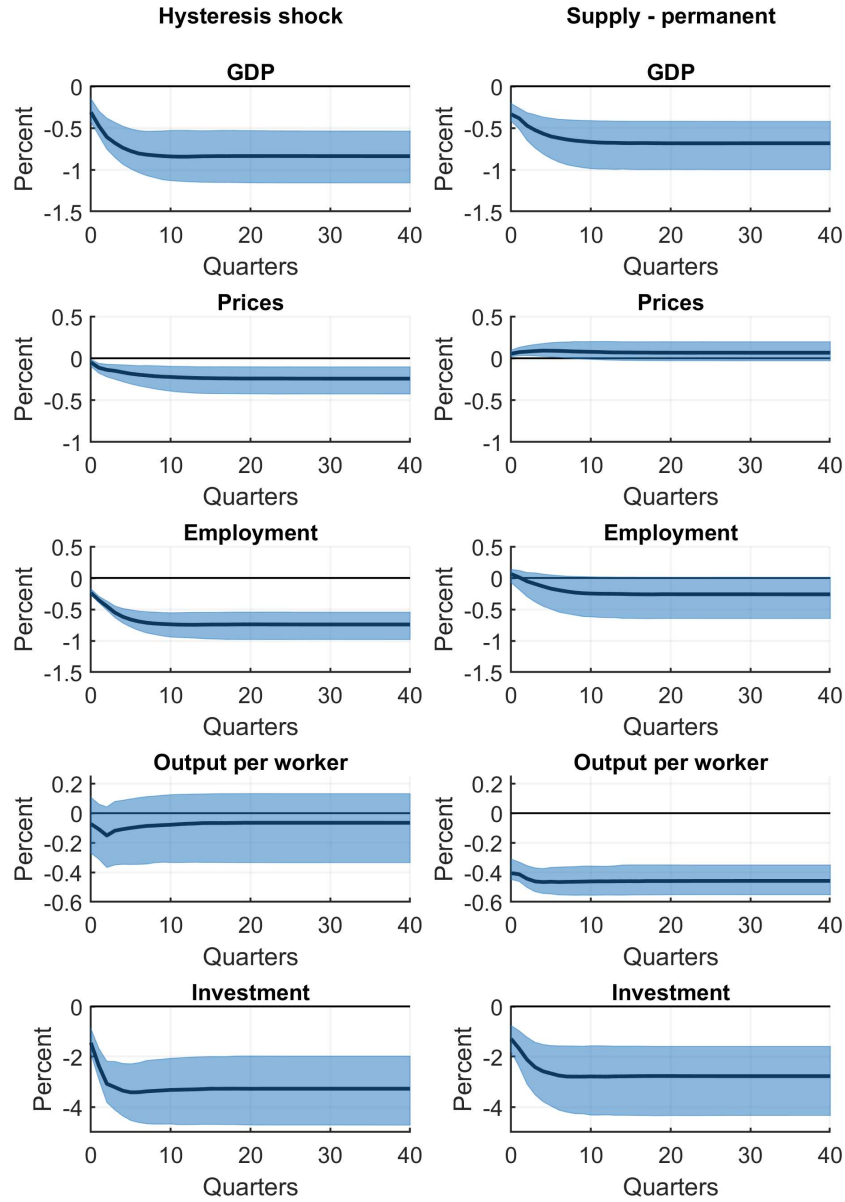 Hysteresis shock
Supply - permanent
GDP
Percent
0
-0.5
-1
-1.5
0 10 20 30 40
Quarters
GDP
Percent
0
-0.5
-1
-1.5
0 10 20 30 40
Quarters
Prices
Percent
0.5
0
-0.5
-1
0 10 20 30 40
Quarters
Prices
Percent
0.5
0
-0.5
-1
0 10 20 30 40
Quarters
Employment
Percent
0.5
0
-0.5
-1
-1.5
0 10 20 30 40
Quarters
Employment
Percent
0.5
0
-0.5
-1
-1.5
0 10 20 30 40
Quarters
Output per worker
Percent
0.2
0
-0.2
-0.4
-0.6
0 10 20 30 40
Quarters
Output per worker
Percent
0.2
0
-0.2
-0.4
-0.6
0 10 20 30 40
Quarters
Investment
Percent
0
-2
-4
0 10 20 30 40
Quarters
Investment
Percent
0
-2
-4
0 10 20 30 40
Quarters